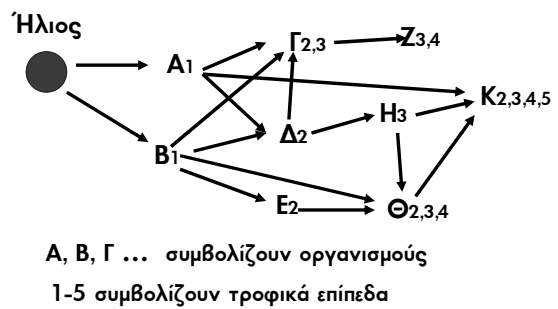 Ήλιος
Α1
Γ2,3
Ζ3,4
Κ2,3,4,5
Η3
Δ2
Β1
Ε2
Θ2,3,4
Α, Β, Γ ... συμβολίζουν οργανισμούς
1-5 συμβολίζουν τροφικά επίπεδα